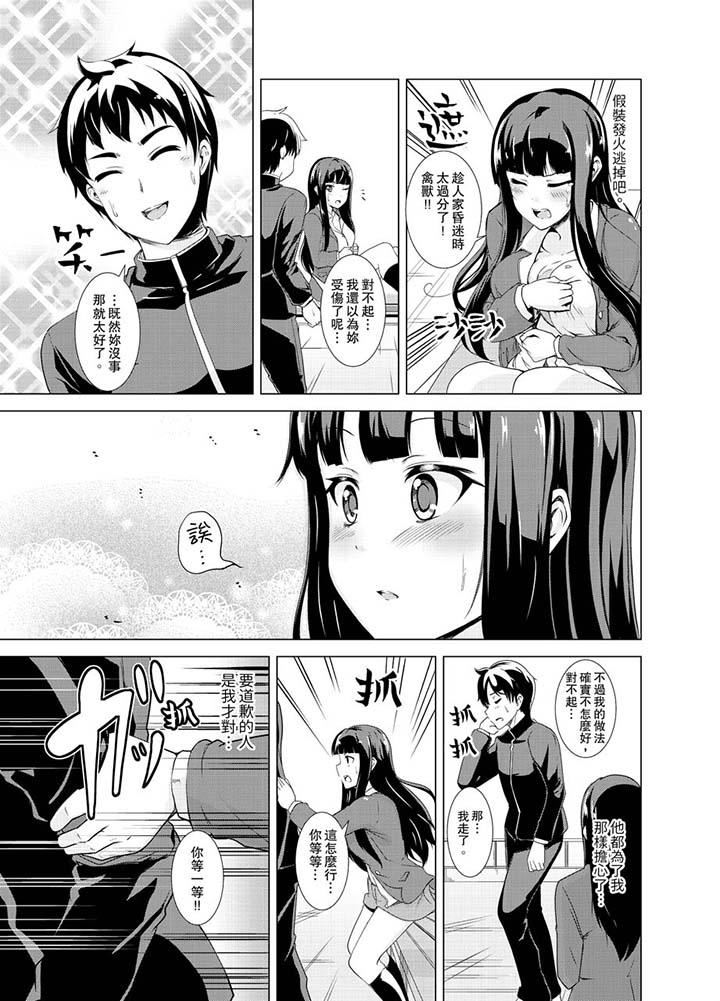 假裝發火逃掉吧。
遮
趁人家昏迷時
太過分了！
禽獸!!
沙沙
對不起…
我還以為妳
受傷了呢…
笑
…既然妳沒事
那就太好了。
誒…
不過我的做法
確實不怎麼好，
對不起…
抓
抓
他都為了我
那樣擔心了…
那…
我走了。
抓
這怎麼行…
你等等…
要道歉的人
是我才對…
抓
ガッ
你等一等!!